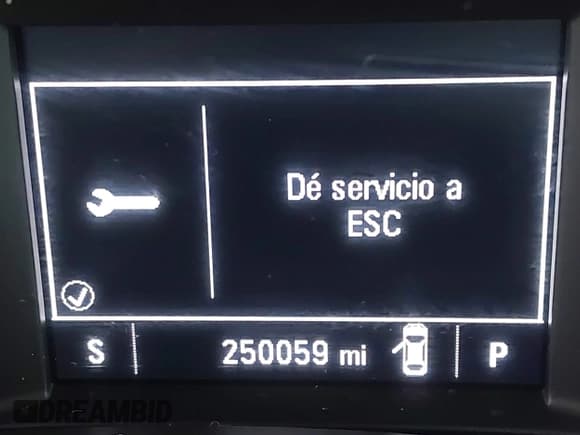 Dé servicio a
ESC
S 250059 mi P
DREAMBID